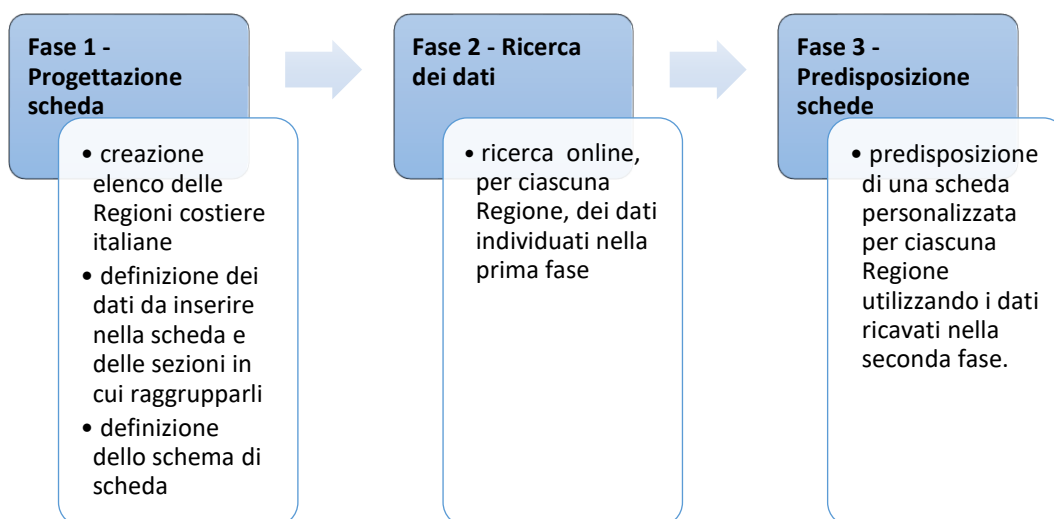 Fase 1 -
Progettazione
scheda
• creazione
elenco delle
Regioni costiere
italiane
• definizione dei
dati da inserire
nella scheda e
delle sezioni in
cui raggrupparli
• definizione
dello schema di
scheda
Fase 2 - Ricerca
dei dati
• ricerca online,
per ciascuna
Regione, dei dati
individuati nella
prima fase
Fase 3 -
Predisposizione
schede
• predisposizione
di una scheda
personalizzata
per ciascuna
Regione
utilizzando i dati
ricavati nella
seconda fase.